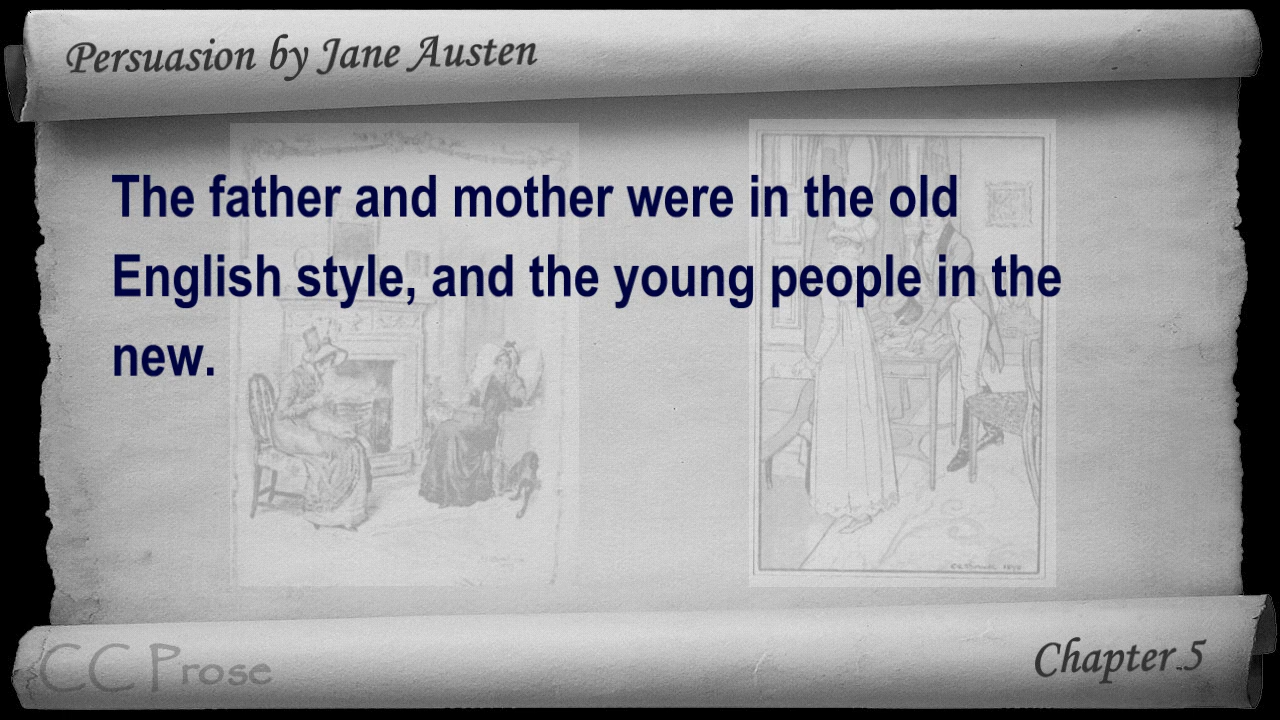 Persuasion by Jane Austen
The father and mother were in the old
English style, and the young people in the
new.
CC Prose
Chapter 5